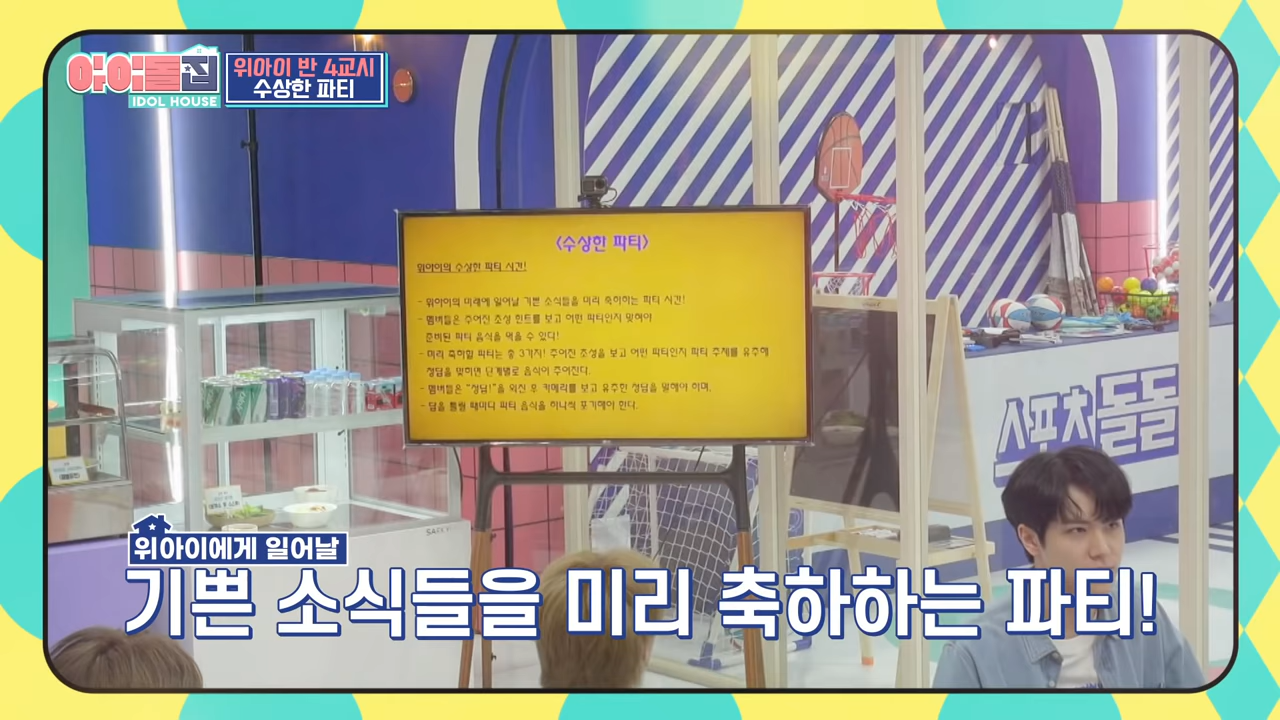 아이돌집
IDOL HOUSE
위아이 반 4교시
수상한 파티
<수상한 파티>
위아이의 수상한 파티 시간!
- 위아이의 미래에 일어날 기쁜 소식들을 미리 축하하는 파티 시간!
- 멤버들은 주어진 초성 힌트를 보고 어떤 파티인지 맞혀야
준비된 파티 음식을 먹을 수 있다!
- 미리 축하할 파티는 총 3가지! 주어진 초성을 보고 어떤 파티인지 파티 주제를 유추해
정답을 맞히면 단계별로 음식이 주어진다.
- 멤버들은 "정답!"을 외친 후 카메라를 보고 유추한 정답을 말해야 하며,
- 답을 틀릴 때마다 파티 음식을 하나씩 포기해야 한다.
스포츠 돌돌
위아이에게 일어날
기쁜 소식들을 미리 축하하는 파티!